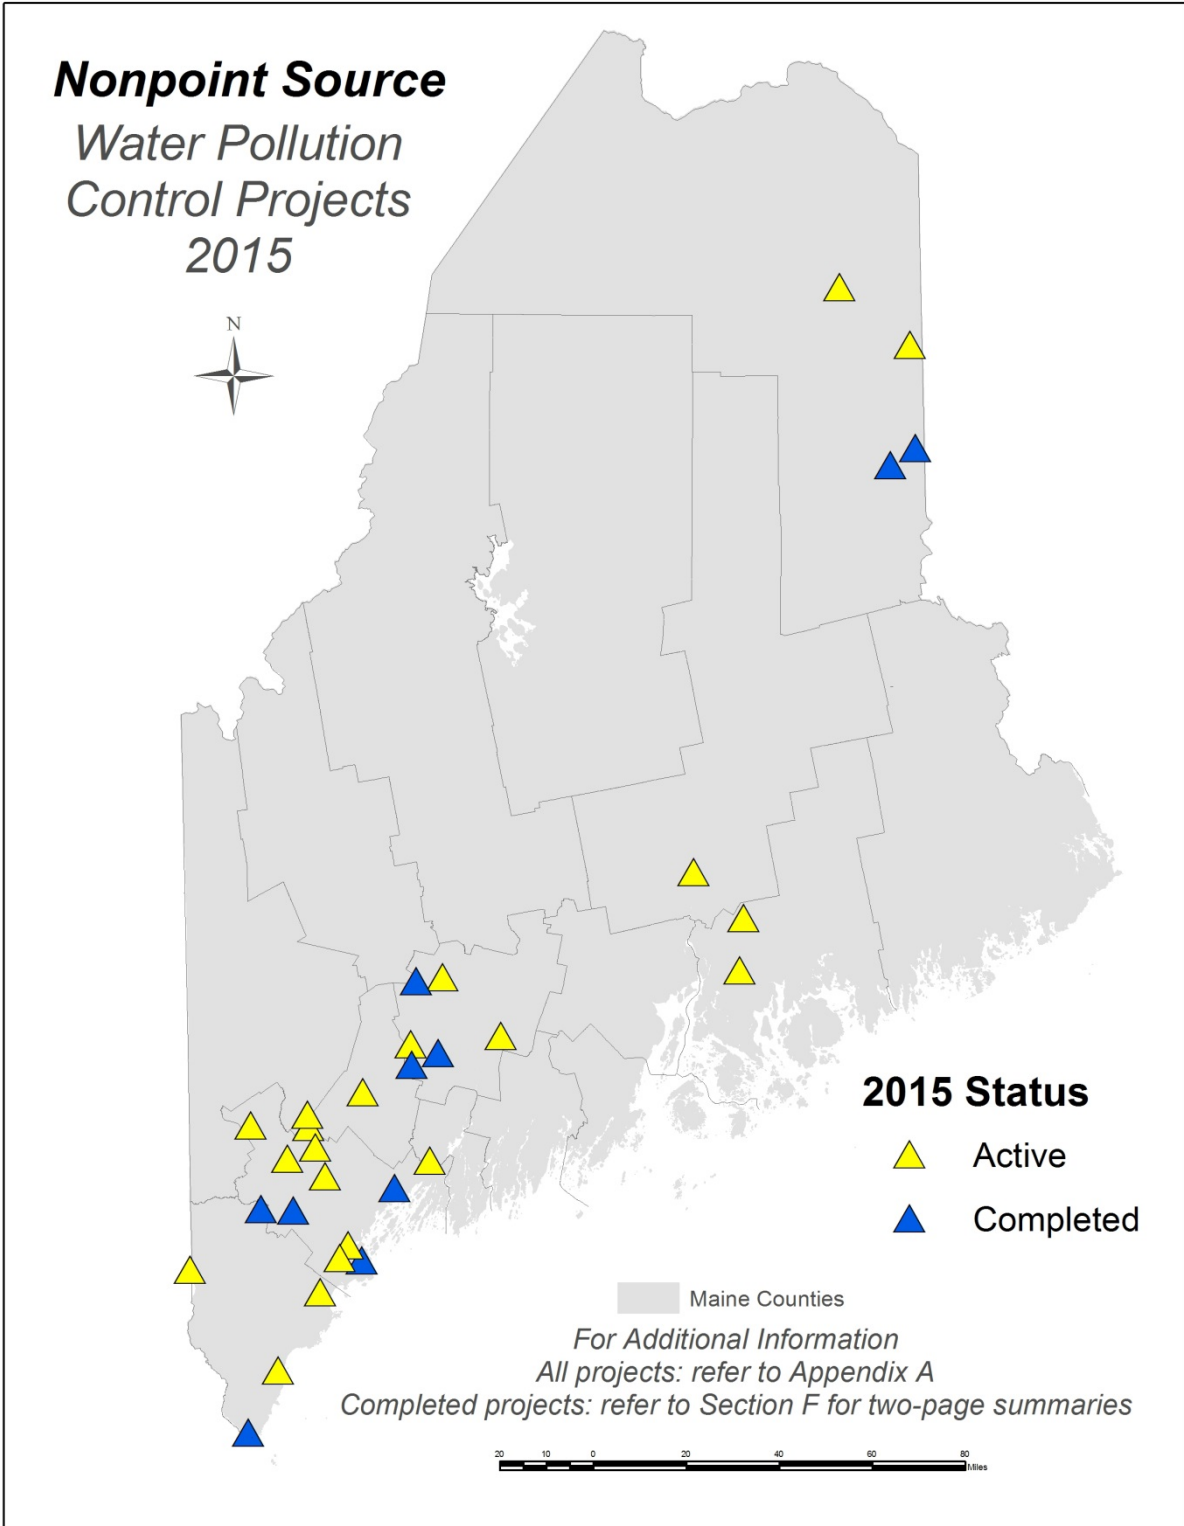 Nonpoint Source
Water Pollution
Control Projects
2015
N
2015 Status
Active
Completed
Maine Counties
For Additional Information
All projects: refer to Appendix A
Completed projects: refer to Section F for two-page summaries
20 10 0 20 40 60 80
Miles